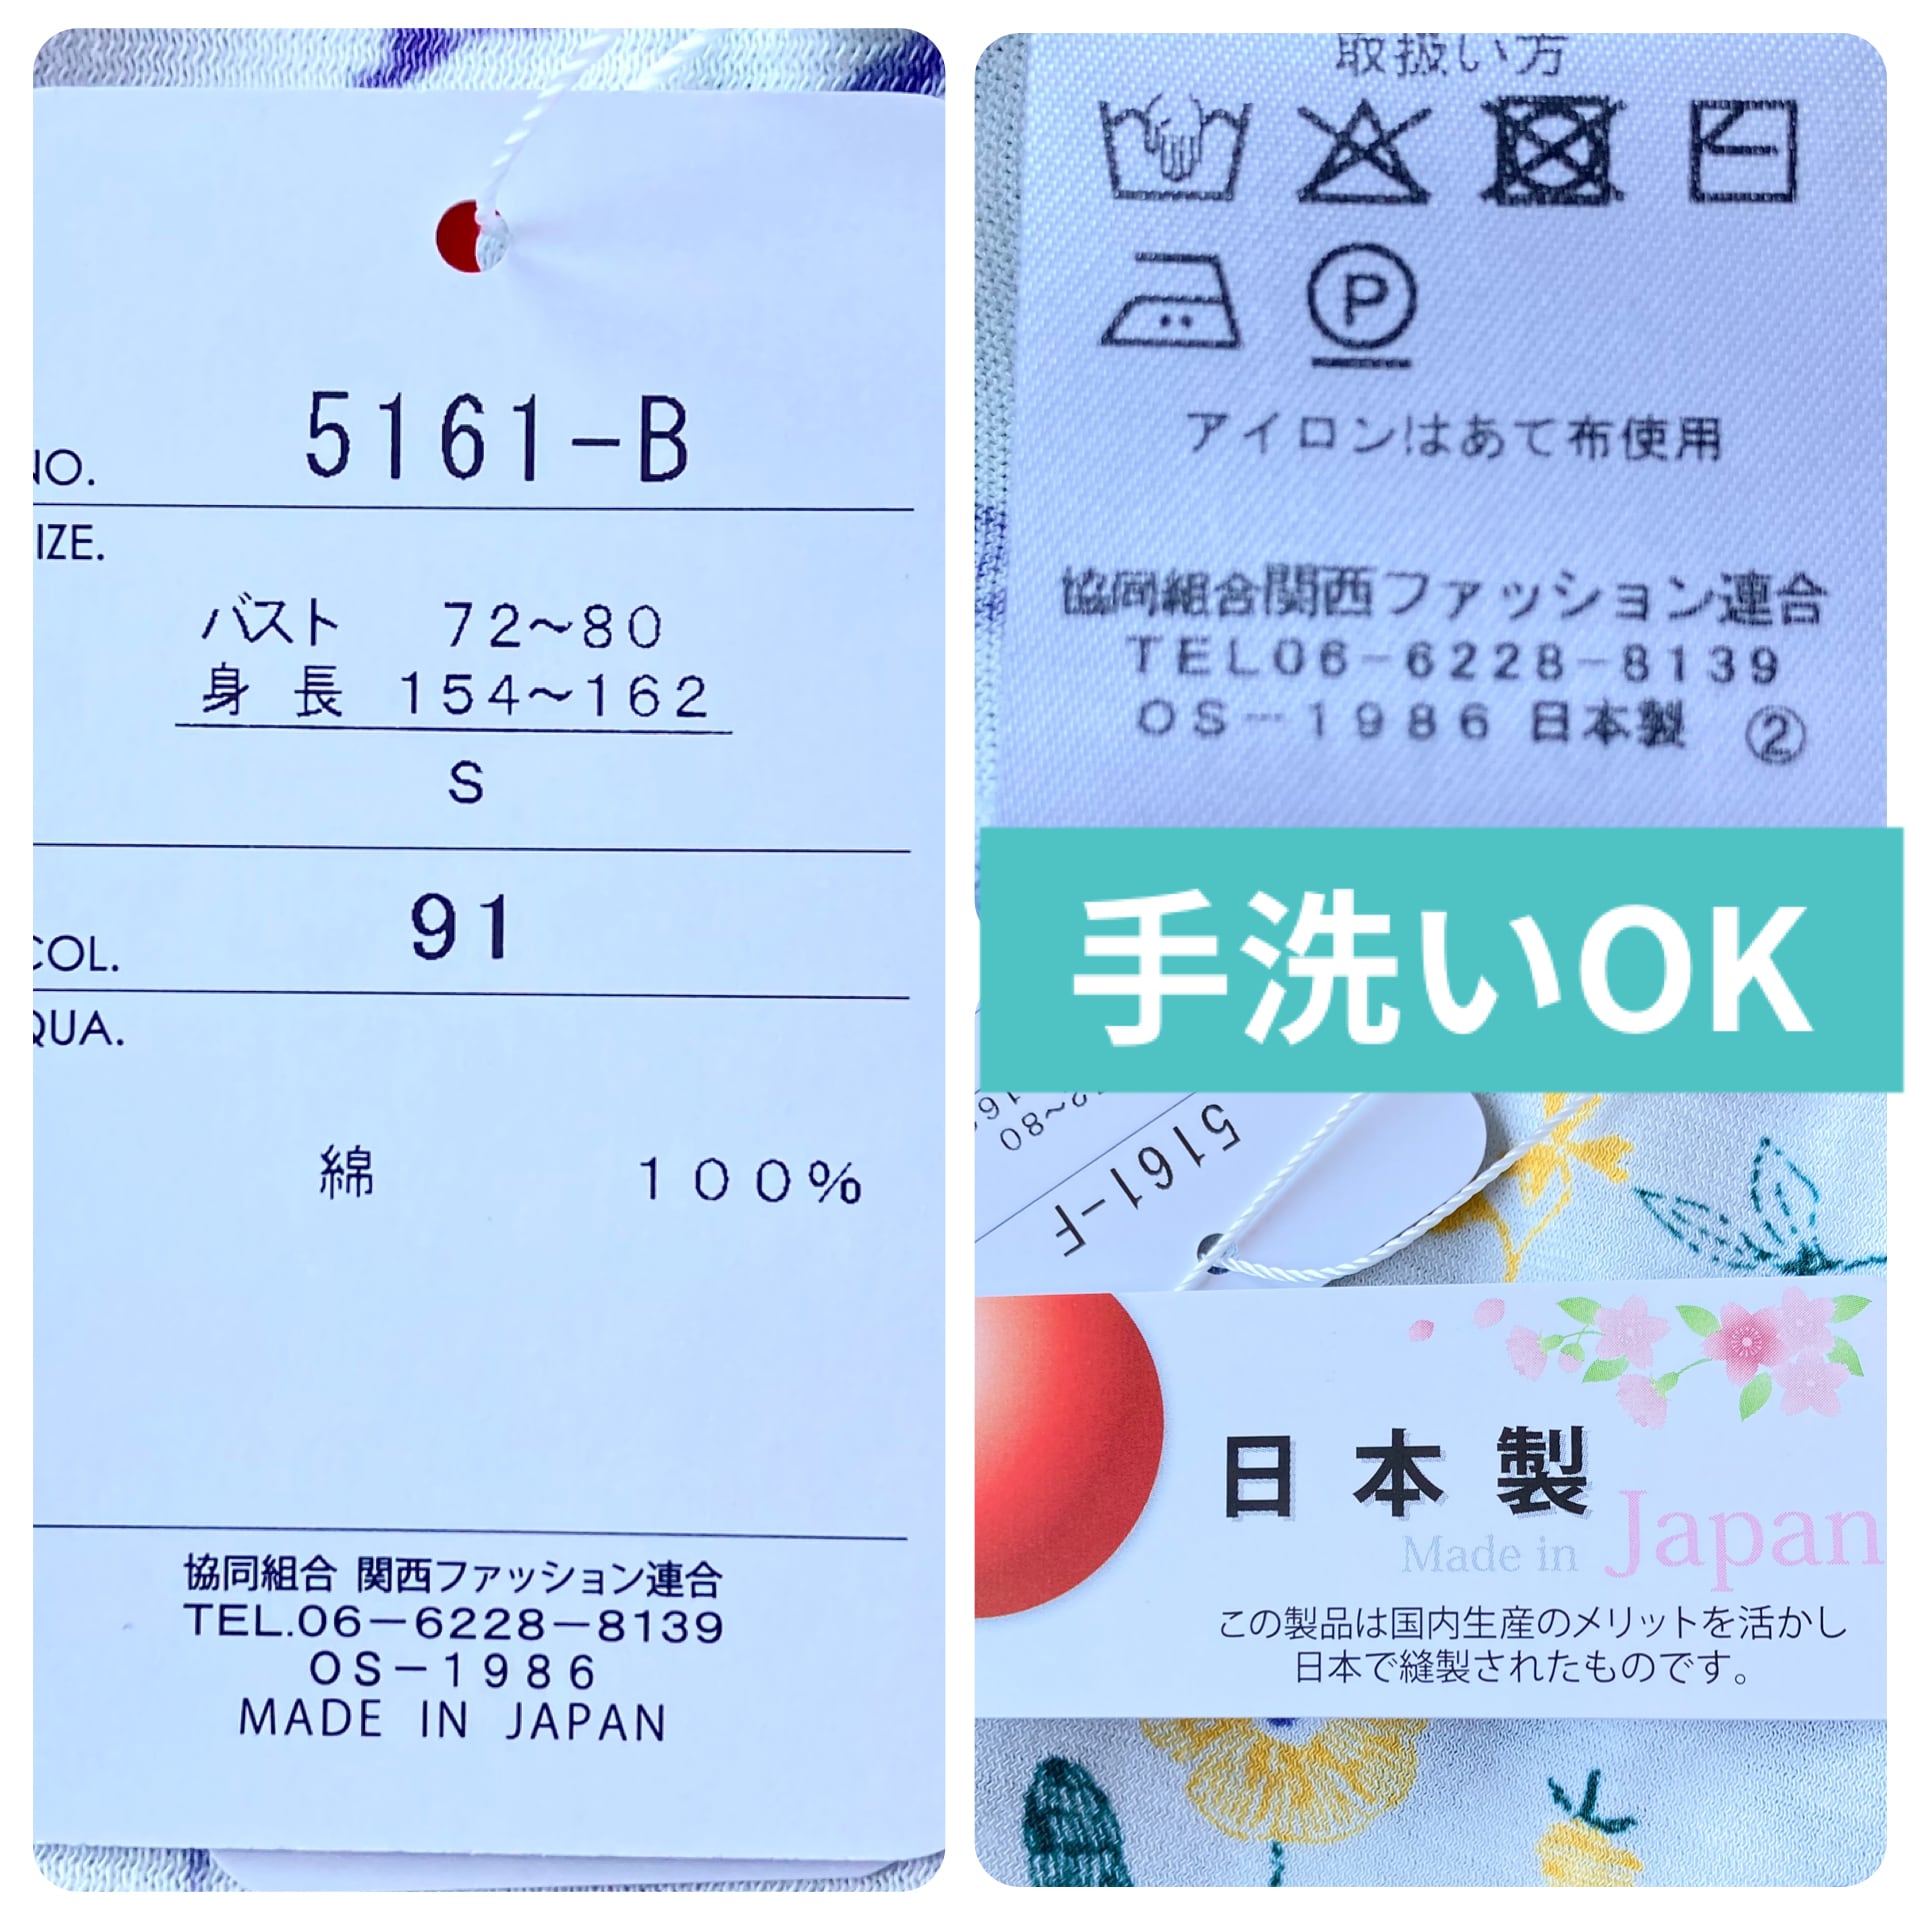 NO. 5161-B
IZE.
バスト 72~80
身長 154~162
S
COL. 91
QUA.
綿 100%
協同組合 関西ファッション連合
TEL.06-6228-8139
OS-1986
MADE IN JAPAN
取扱い方
P
アイロンはあて布使用
協同組合関西ファッション連合
TEL06-6228-8139
OS-1986 日本製 ②
手洗いOK
~80
5161-F
日本製
Made in Japan
この製品は国内生産のメリットを活かし
日本で縫製されたものです。